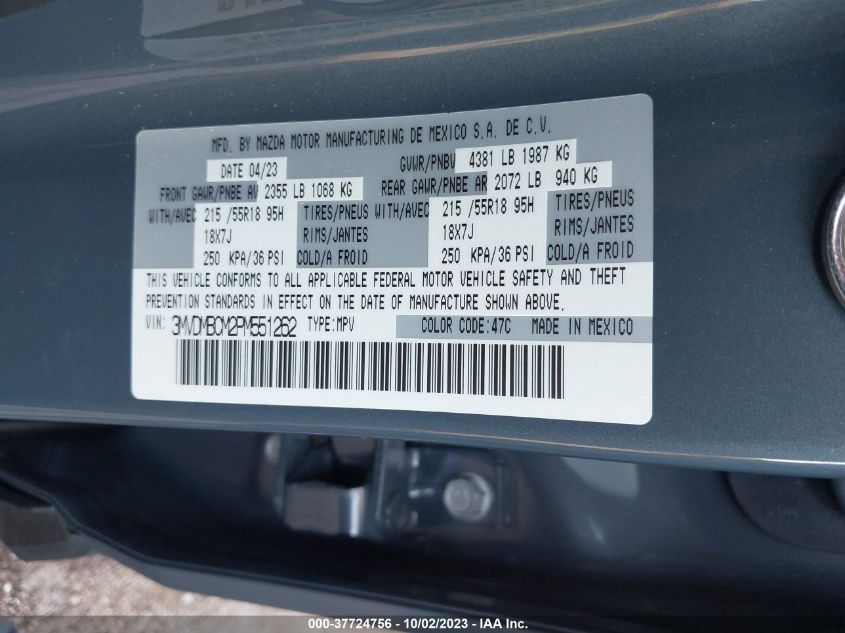 MFD. BY MAZDA MOTOR MANUFACTURING DE MEXICO S.A. DE C.V.
DATE 04/23 GVWR/PNBV 4381 LB 1987 KG
FRONT GAWR/PNBE AV 2355 LB 1068 KG REAR GAWR/PNBE AR 2072 LB 940 KG
WITH/AVEC 215 /55R18 95H TIRES/PNEUS WITH/AVEC 215 /55R18 95H TIRES/PNEUS
18X7J RIMS/JANTES 18X7J RIMS/JANTES
250 KPA/36 PSI COLD/A FROID 250 KPA/36 PSI COLD/A FROID
THIS VEHICLE CONFORMS TO ALL APPLICABLE FEDERAL MOTOR VEHICLE SAFETY AND THEFT
PREVENTION STANDARDS IN EFFECT ON THE DATE OF MANUFACTURE SHOWN ABOVE.
VIN: 3MVDMBCM2PM551262 TYPE:MPV COLOR CODE:47C MADE IN MEXICO
000-37724756 - 10/02/2023 - IAA Inc.